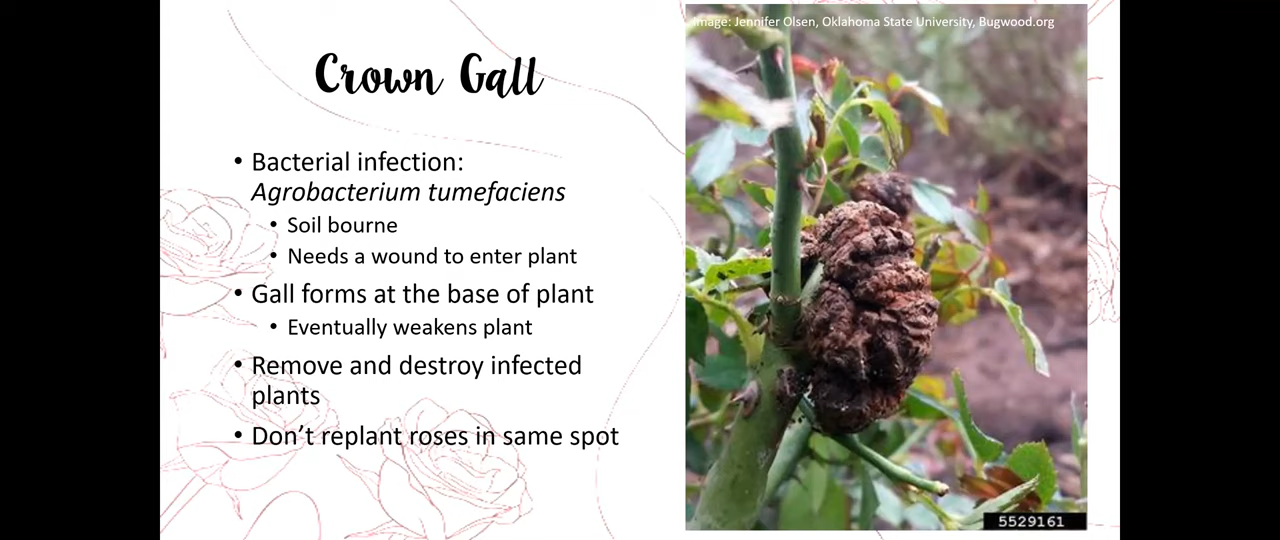 Crown Gall
Bacterial infection:
Agrobacterium tumefaciens
Soil bourne
Needs a wound to enter plant
Gall forms at the base of plant
Eventually weakens plant
Remove and destroy infected
plants
Don't replant roses in same spot
Image: Jennifer Olsen, Oklahoma State University, Bugwood.org
5529161